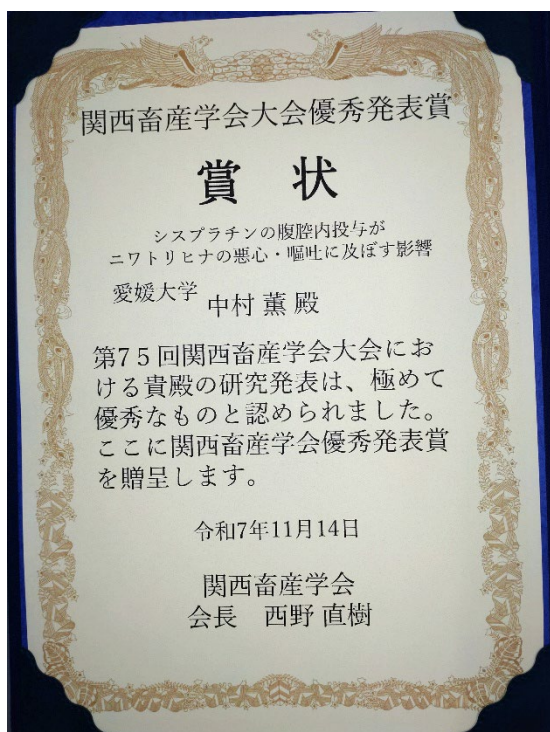 関西畜産学会大会優秀発表賞
賞状
シスプラチンの腹腔内投与が
ニワトリヒナの悪心・嘔吐に及ぼす影響
愛媛大学 中村 薫 殿
第75回関西畜産学会大会にお
ける貴殿の研究発表は、極めて
優秀なものと認められました。
ここに関西畜産学会優秀発表賞
を贈呈します。
令和7年11月14日
関西畜産学会
会長 西野 直樹